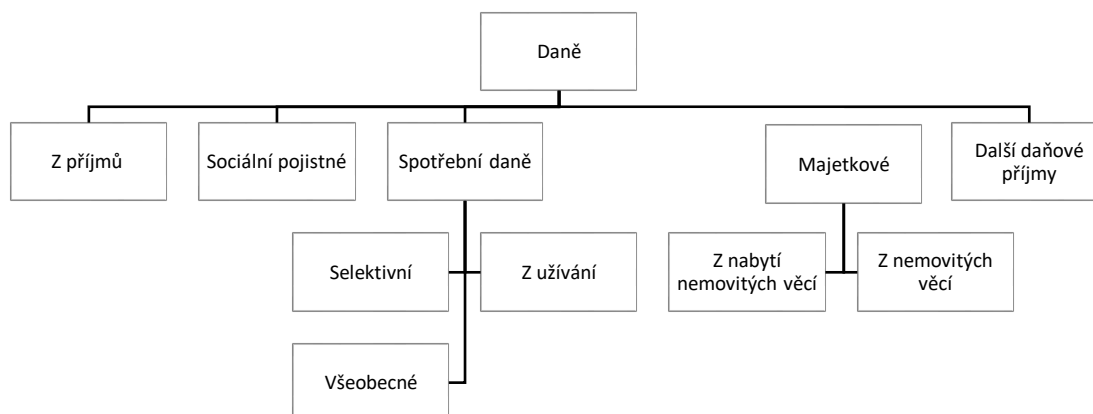 Daně
Z příjmů
Sociální pojistné
Spotřební daně
Majetkové
Další daňové
příjmy
Selektivní
Z užívání
Z nabytí
nemovitých věcí
Z nemovitých
věcí
Všeobecné